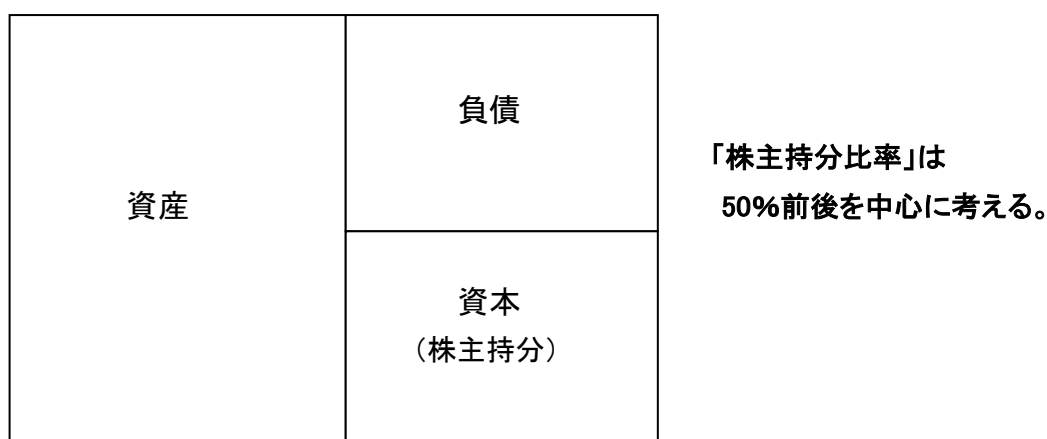 資産
負債
資本
（株主持分）
「株主持分比率」は
50%前後を中心に考える。